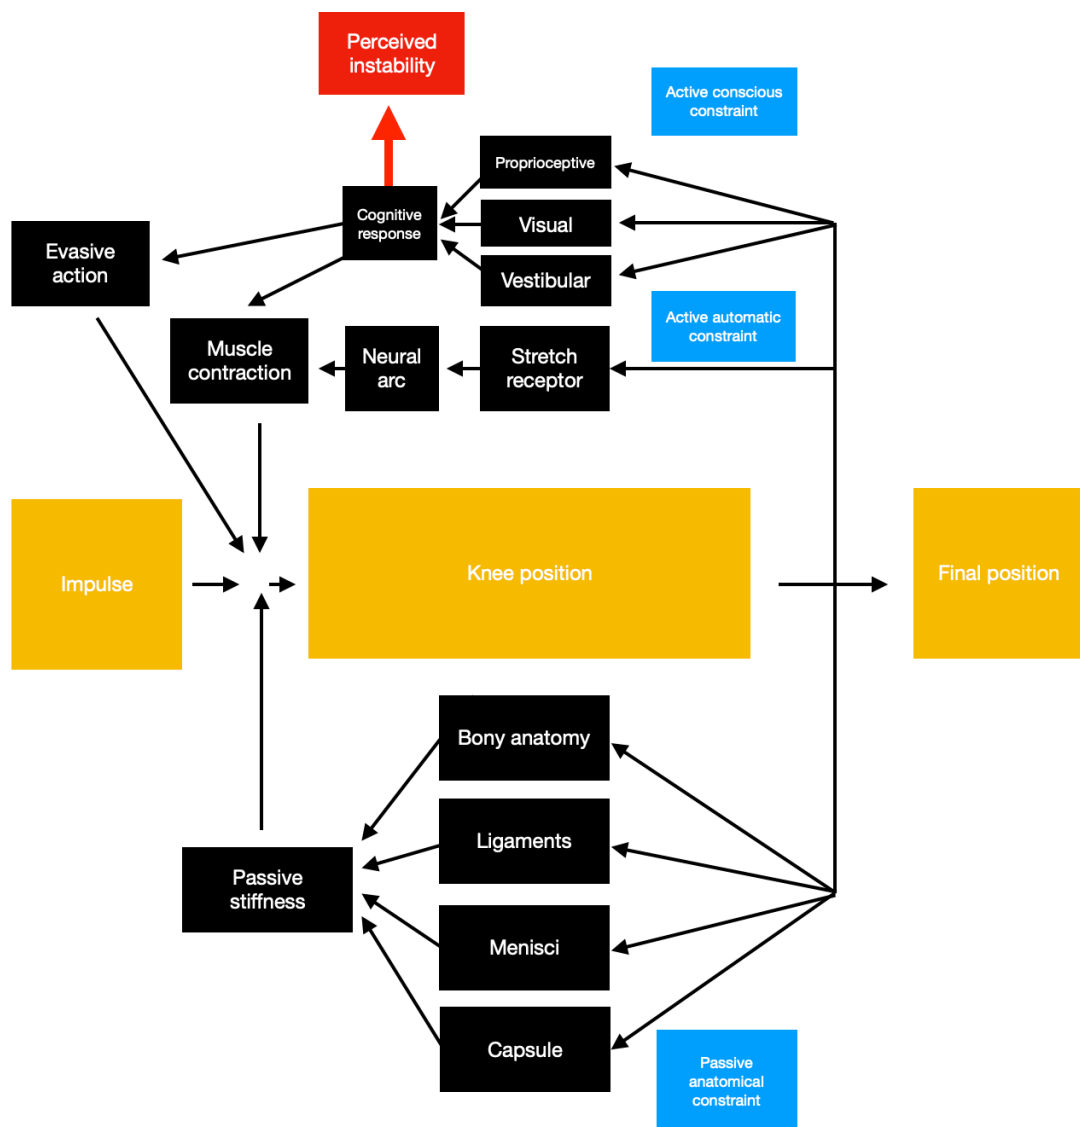 Perceived
instability
Active conscious
constraint
Proprioceptive
Cognitive
response
Visual
Evasive
action
Vestibular
Active automatic
constraint
Muscle
contraction
Neural
arc
Stretch
receptor
Impulse
Knee position
Final position
Bony anatomy
Ligaments
Passive
stiffness
Menisci
Capsule
Passive
anatomical
constraint